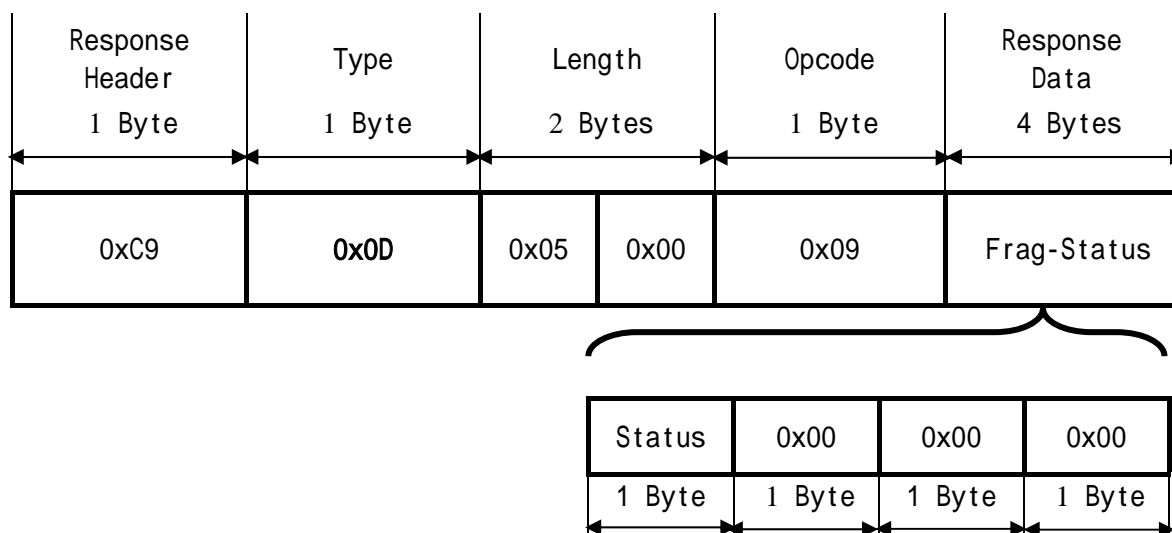 Response Header
Type
Length
Opcode
Response Data
1 Byte
1 Byte
2 Bytes
1 Byte
4 Bytes
0xC9
0x0D
0x05
0x00
0x09
Frag-Status
Status
0x00
0x00
0x00
1 Byte
1 Byte
1 Byte
1 Byte